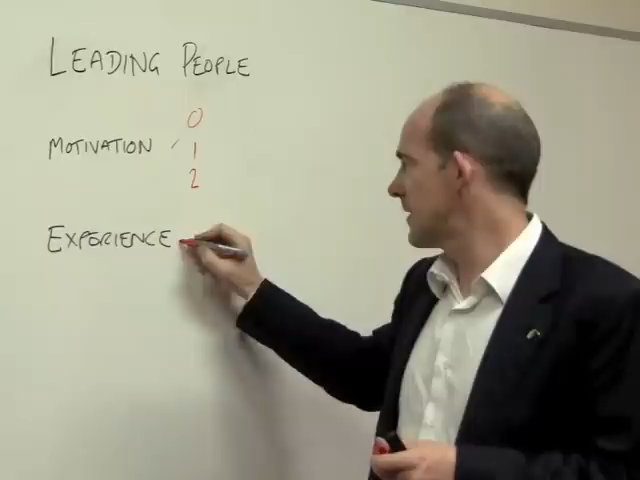 LEADING PEOPLE
0
MOTIVATION 1
2
EXPERIENCE